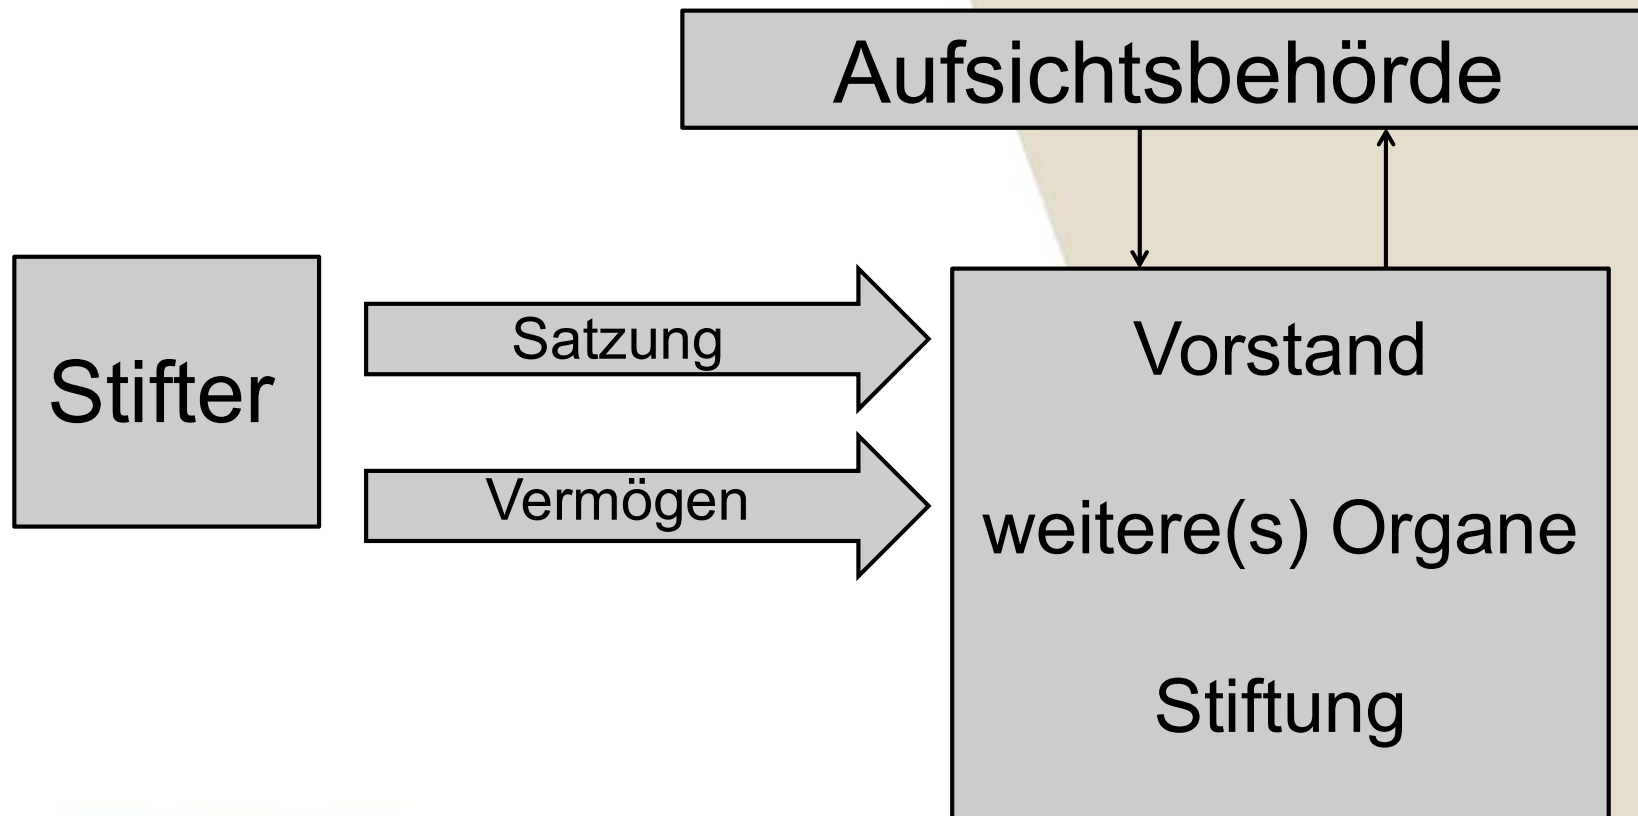 Aufsichtsbehörde
Stifter
Satzung
Vermögen
Vorstand
weitere(s) Organe
Stiftung